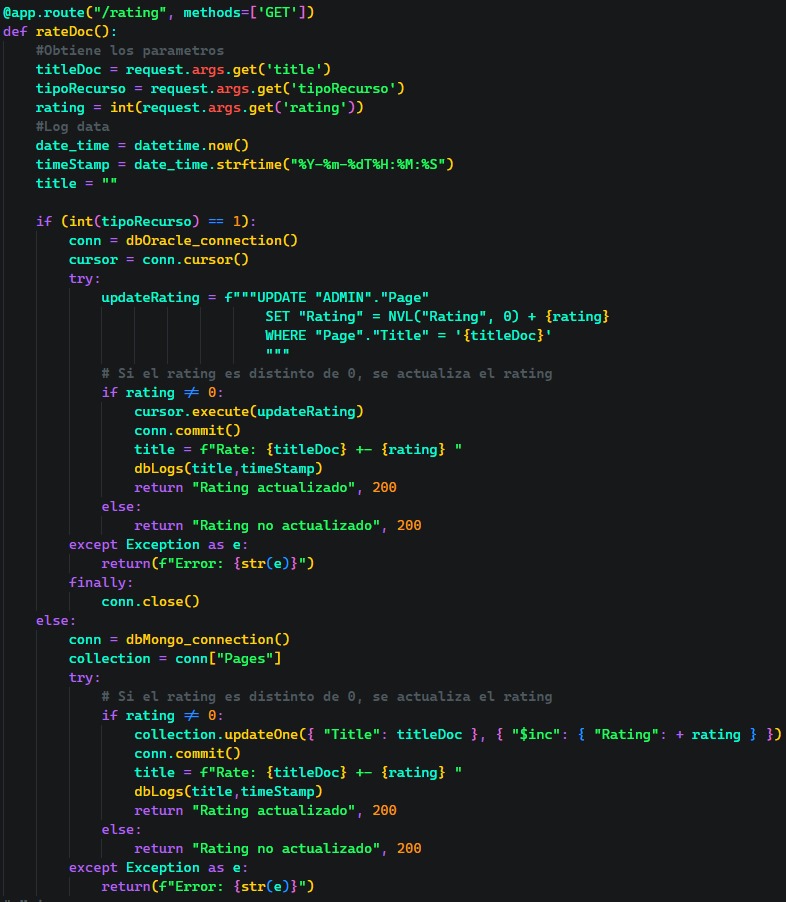 @app.route("/rating", methods=['GET'])
def rateDoc():
    #Obtiene los parametros
    titleDoc = request.args.get('title')
    tipoRecurso = request.args.get('tipoRecurso')
    rating = int(request.args.get('rating'))
    #Log data
    date_time = datetime.now()
    timeStamp = date_time.strftime("%Y-%m-%dT%H:%M:%S")
    title = ""

    if (int(tipoRecurso) == 1):
        conn = dbOracle_connection()
        cursor = conn.cursor()
        try:
            updateRating = f"""UPDATE "ADMIN"."Page"
                                SET "Rating" = NVL("Rating", 0) + {rating}
                                WHERE "Page"."Title" = '{titleDoc}'
                                """
            # Si el rating es distinto de 0, se actualiza el rating
            if rating != 0:
                cursor.execute(updateRating)
                conn.commit()
                title = f"Rate: {titleDoc} +- {rating} "
                dbLogs(title,timeStamp)
                return "Rating actualizado", 200
            else:
                return "Rating no actualizado", 200
        except Exception as e:
            return(f"Error: {str(e)}")
        finally:
            conn.close()
    else:
        conn = dbMongo_connection()
        collection = conn["Pages"]
        try:
            # Si el rating es distinto de 0, se actualiza el rating
            if rating != 0:
                collection.updateOne({ "Title": titleDoc }, { "$inc": { "Rating": + rating } })
                conn.commit()
                title = f"Rate: {titleDoc} +- {rating} "
                dbLogs(title,timeStamp)
                return "Rating actualizado", 200
            else:
                return "Rating no actualizado", 200
        except Exception as e:
            return(f"Error: {str(e)}")